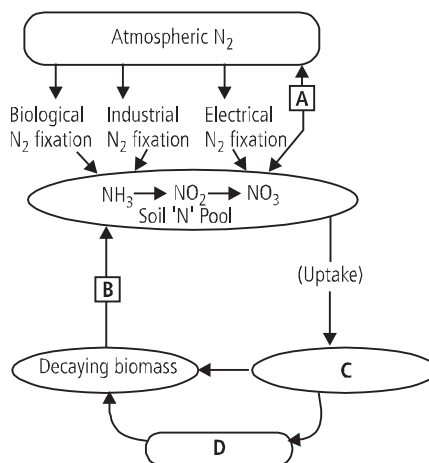 Atmospheric N₂
A
Biological
N₂ fixation
Industrial
N₂ fixation
Electrical
N₂ fixation
NH₃ NO₂ NO₃
Soil 'N' Pool
(Uptake)
B
Decaying biomass
C
D